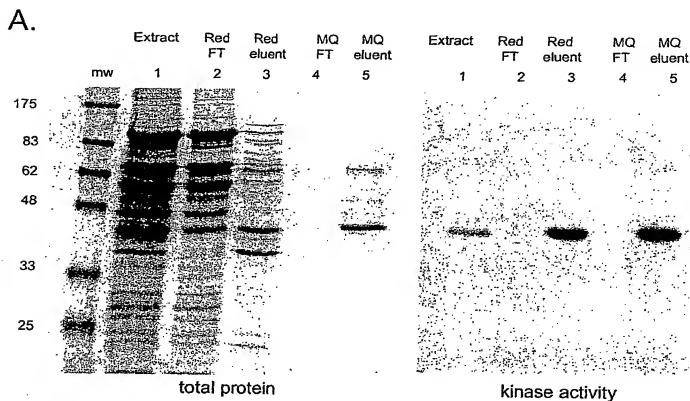 A.
Extract Red FT Red eluent MQ FT MQ eluent
mw 1 2 3 4 5
175
83
62
48
33
25
total protein
Extract Red FT Red eluent MQ FT MQ eluent
1 2 3 4 5
kinase activity